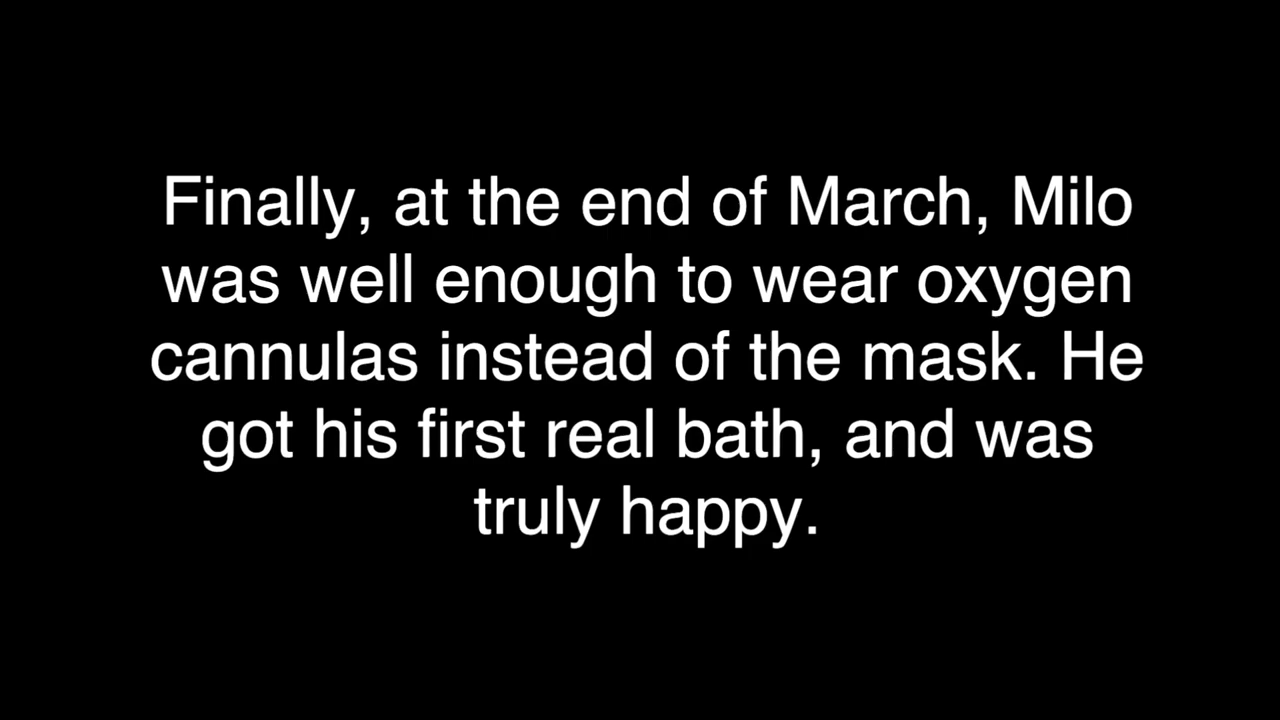 Finally, at the end of March, Milo
was well enough to wear oxygen
cannulas instead of the mask. He
got his first real bath, and was
truly happy.